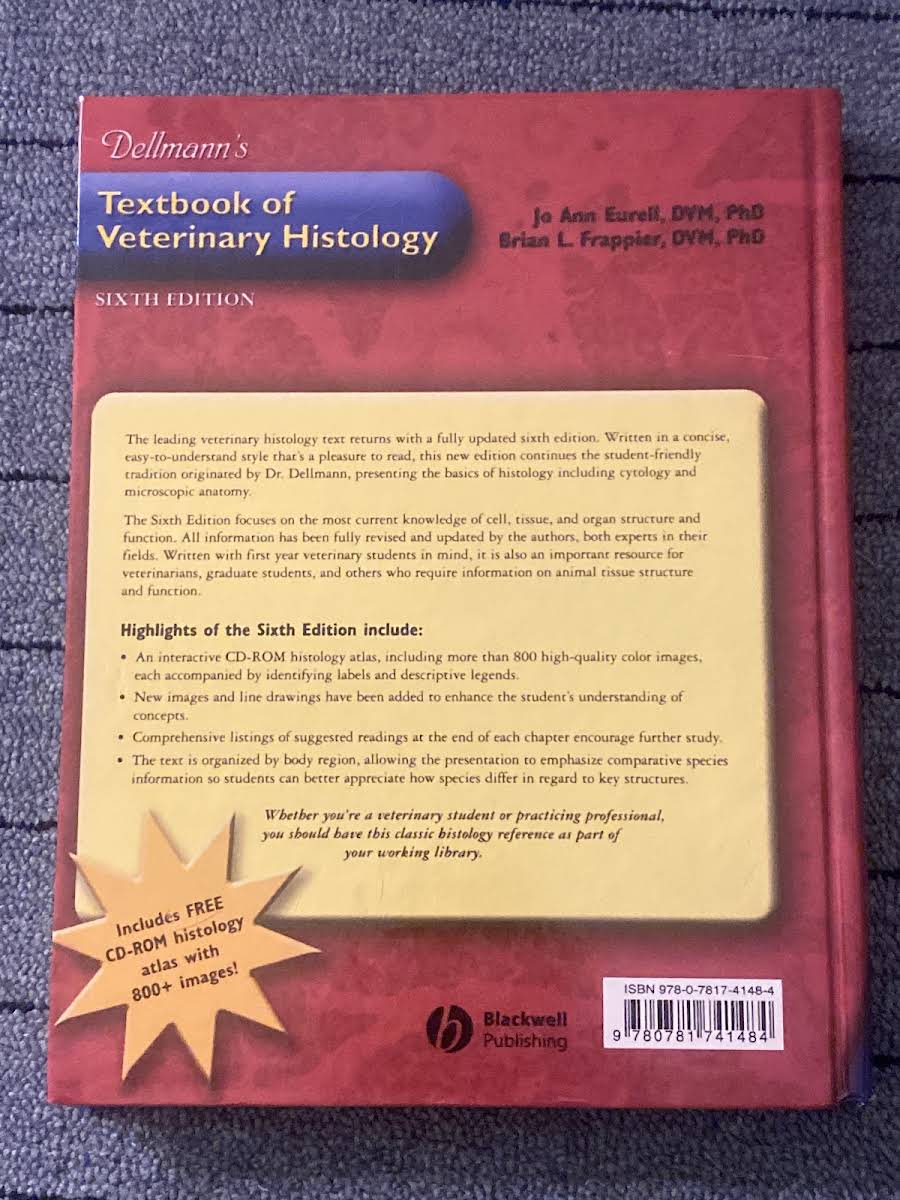 Dellmann's
Textbook of
Veterinary Histology
SIXTH EDITION
Jo Ann Eurell, DVM, PhD
Brian L. Frappier, DVM, PhD
The leading veterinary histology text returns with a fully updated sixth edition. Written in a concise,
easy-to-understand style that's a pleasure to read, this new edition continues the student-friendly
tradition originated by Dr. Dellmann, presenting the basics of histology including cytology and
microscopic anatomy.
The Sixth Edition focuses on the most current knowledge of cell, tissue, and organ structure and
function. All information has been fully revised and updated by the authors, both experts in their
fields. Written with first year veterinary students in mind, it is also an important resource for
veterinarians, graduate students, and others who require information on animal tissue structure
and function.
Highlights of the Sixth Edition include:
• An interactive CD-ROM histology atlas, including more than 800 high-quality color images,
each accompanied by identifying labels and descriptive legends.
• New images and line drawings have been added to enhance the student's understanding of
concepts.
• Comprehensive listings of suggested readings at the end of each chapter encourage further study.
• The text is organized by body region, allowing the presentation to emphasize comparative species
information so students can better appreciate how species differ in regard to key structures.
Whether you're a veterinary student or practicing professional,
you should have this classic histology reference as part of
your working library.
Includes FREE
CD-ROM histology
atlas with
800+ images!
b Blackwell
Publishing
ISBN 978-0-7817-4148-4
9 780781 741484